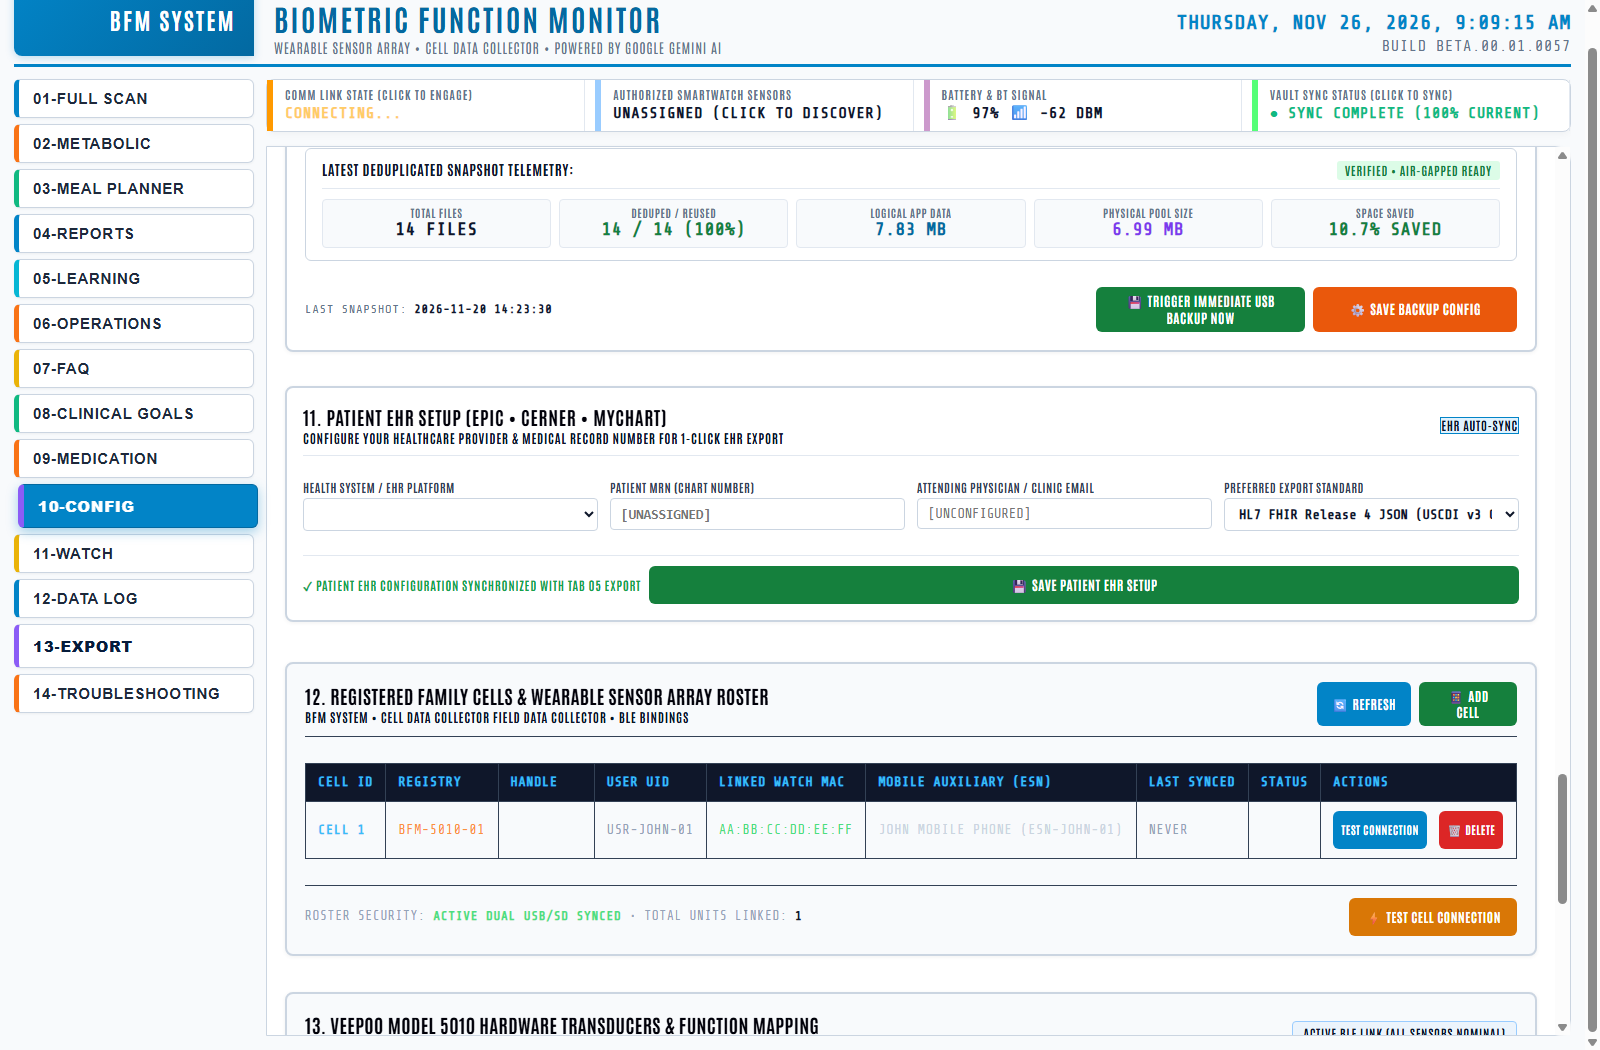 BFM SYSTEM
BIOMETRIC FUNCTION MONITOR
WEARABLE SENSOR ARRAY • CELL DATA COLLECTOR • POWERED BY GOOGLE GEMINI AI
THURSDAY, NOV 26, 2026, 9:09:15 AM
BUILD BETA.00.01.0057
01-FULL SCAN
02-METABOLIC
03-MEAL PLANNER
04-REPORTS
05-LEARNING
06-OPERATIONS
07-FAQ
08-CLINICAL GOALS
09-MEDICATION
10-CONFIG
11-WATCH
12-DATA LOG
13-EXPORT
14-TROUBLESHOOTING
COMM LINK STATE (CLICK TO ENGAGE)
CONNECTING...
AUTHORIZED SMARTWATCH SENSORS
UNASSIGNED (CLICK TO DISCOVER)
BATTERY & BT SIGNAL
97% -62 DBM
VAULT SYNC STATUS (CLICK TO SYNC)
● SYNC COMPLETE (100% CURRENT)
LATEST DEDUPLICATED SNAPSHOT TELEMETRY:
VERIFIED • AIR-GAPPED READY
TOTAL FILES
14 FILES
DEDUPED / REUSED
14 / 14 (100%)
LOGICAL APP DATA
7.83 MB
PHYSICAL POOL SIZE
6.99 MB
SPACE SAVED
10.7% SAVED
LAST SNAPSHOT: 2026-11-20 14:23:30
TRIGGER IMMEDIATE USB
BACKUP NOW
SAVE BACKUP CONFIG
11. PATIENT EHR SETUP (EPIC • CERNER • MYCHART)
CONFIGURE YOUR HEALTHCARE PROVIDER & MEDICAL RECORD NUMBER FOR 1-CLICK EHR EXPORT
EHR AUTO-SYNC
HEALTH SYSTEM / EHR PLATFORM
PATIENT MRN (CHART NUMBER)
[UNASSIGNED]
ATTENDING PHYSICIAN / CLINIC EMAIL
[UNCONFIGURED]
PREFERRED EXPORT STANDARD
HL7 FHIR Release 4 JSON (USCDI v3
✓ PATIENT EHR CONFIGURATION SYNCHRONIZED WITH TAB 05 EXPORT
SAVE PATIENT EHR SETUP
12. REGISTERED FAMILY CELLS & WEARABLE SENSOR ARRAY ROSTER
BFM SYSTEM • CELL DATA COLLECTOR FIELD DATA COLLECTOR • BLE BINDINGS
REFRESH
ADD
CELL
CELL ID REGISTRY HANDLE USER UID LINKED WATCH MAC MOBILE AUXILIARY (ESN) LAST SYNCED STATUS ACTIONS
CELL 1 BFM-5010-01 USR-JOHN-01 AA:BB:CC:DD:EE:FF JOHN MOBILE PHONE (ESN-JOHN-01) NEVER TEST CONNECTION DELETE
ROSTER SECURITY: ACTIVE DUAL USB/SD SYNCED • TOTAL UNITS LINKED: 1
TEST CELL CONNECTION
13. VEEPOO MODEL 5010 HARDWARE TRANSDUCERS & FUNCTION MAPPING
ACTIVE BLE LINK (ALL SENSORS NOMINAL)